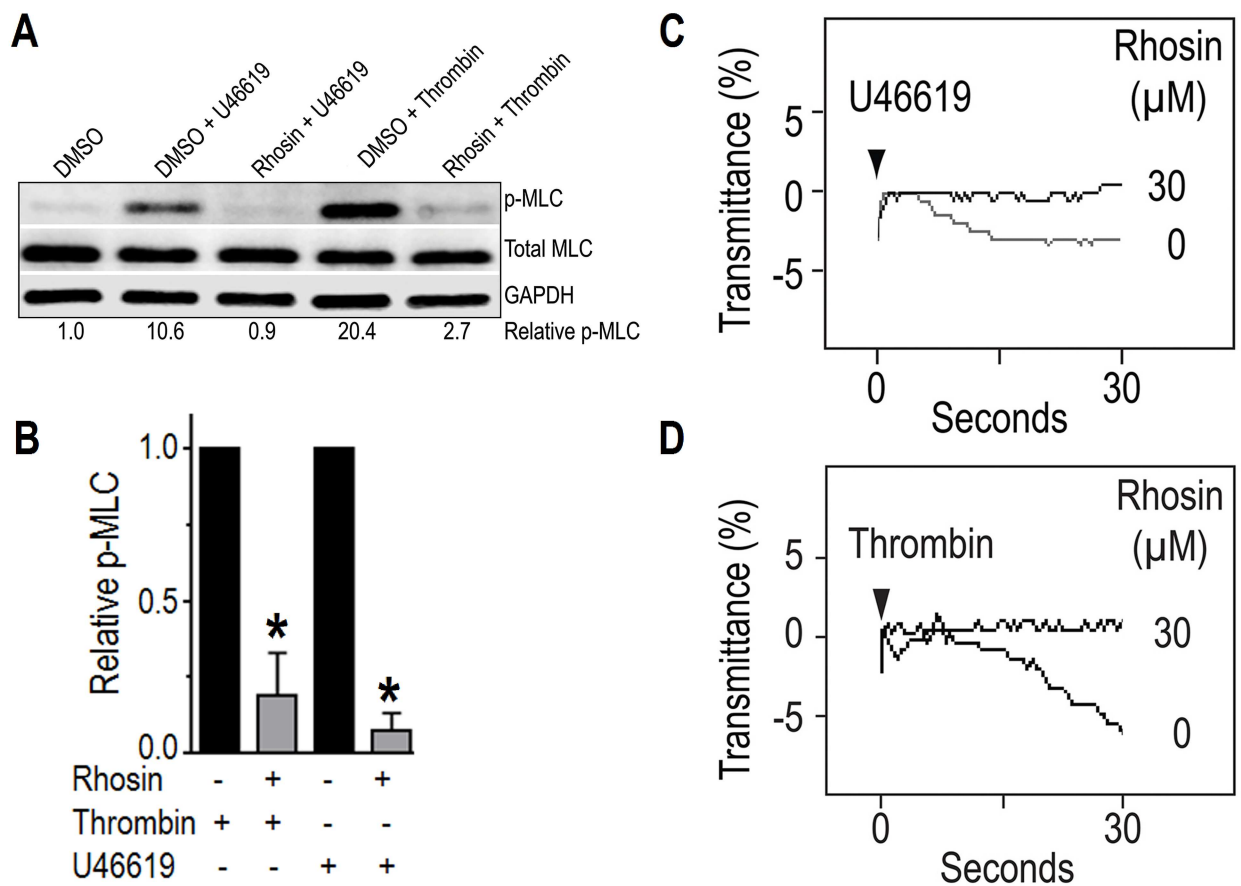 A
DMSO
DMSO + U46619
Rhosin + U46619
DMSO + Thrombin
Rhosin + Thrombin
p-MLC
Total MLC
GAPDH
1.0 10.6 0.9 20.4 2.7 Relative p-MLC
B
Relative p-MLC
1.0
0.5
0.0
*
*
Rhosin - + - +
Thrombin + + - -
U46619 - - + +
C
Transmittance (%)
5
0
-5
U46619
Rhosin
(µM)
30
0
0 30
Seconds
D
Transmittance (%)
5
0
-5
Thrombin
Rhosin
(µM)
30
0
0 30
Seconds